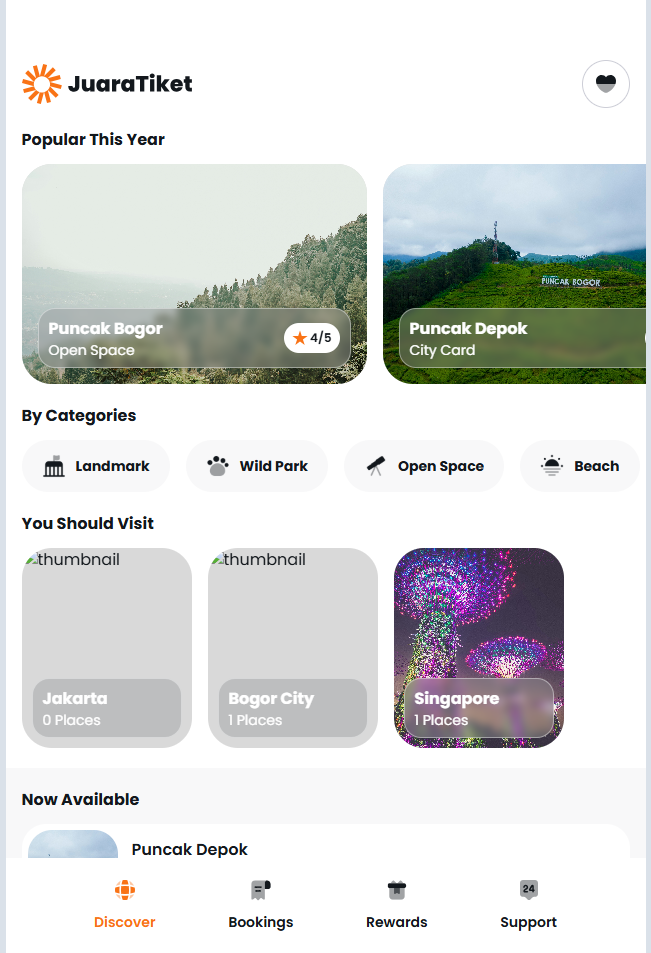 JuaraTiket
Popular This Year
PUNCAK BOGOR
Puncak Bogor
Open Space
4/5
Puncak Depok
City Card
By Categories
Landmark
Wild Park
Open Space
Beach
You Should Visit
thumbnail
thumbnail
Jakarta
0 Places
Bogor City
1 Places
Singapore
1 Places
Now Available
Puncak Depok
24
Discover
Bookings
Rewards
Support